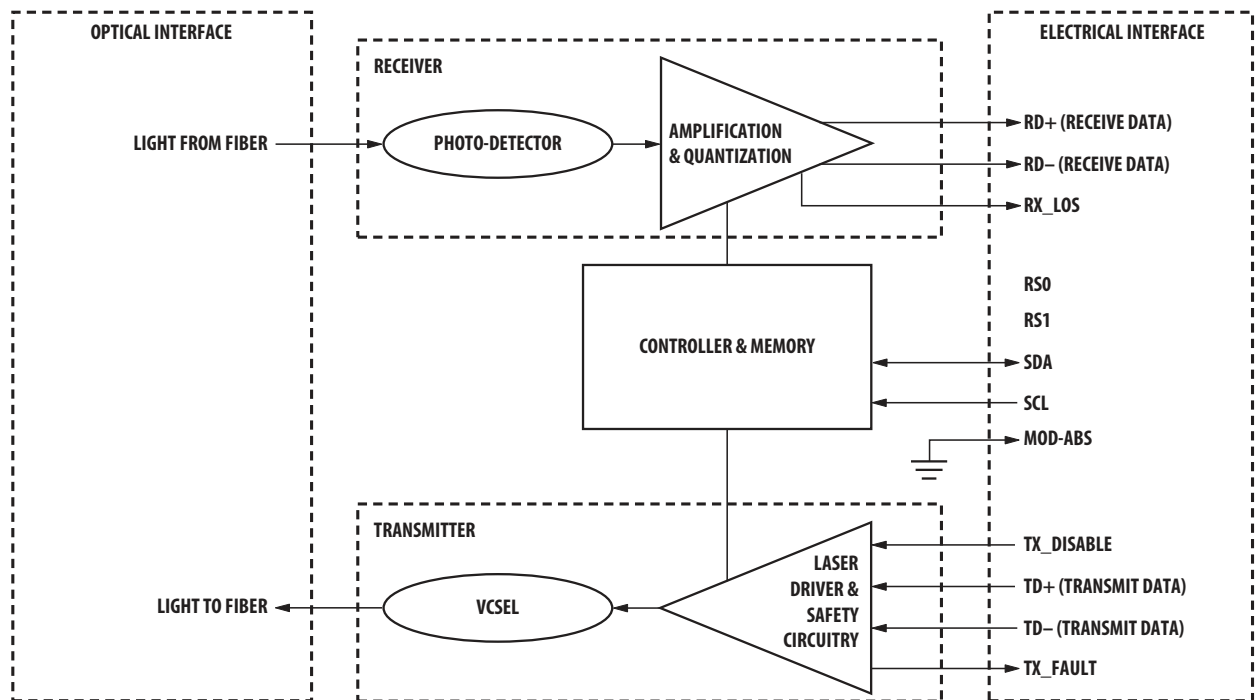 OPTICAL INTERFACE
ELECTRICAL INTERFACE
RECEIVER
LIGHT FROM FIBER
PHOTO-DETECTOR
AMPLIFICATION
& QUANTIZATION
RD+ (RECEIVE DATA)
RD– (RECEIVE DATA)
RX_LOS
CONTROLLER & MEMORY
RS0
RS1
SDA
SCL
MOD-ABS
TRANSMITTER
LIGHT TO FIBER
VCSEL
LASER
DRIVER &
SAFETY
CIRCUITRY
TX_DISABLE
TD+ (TRANSMIT DATA)
TD– (TRANSMIT DATA)
TX_FAULT